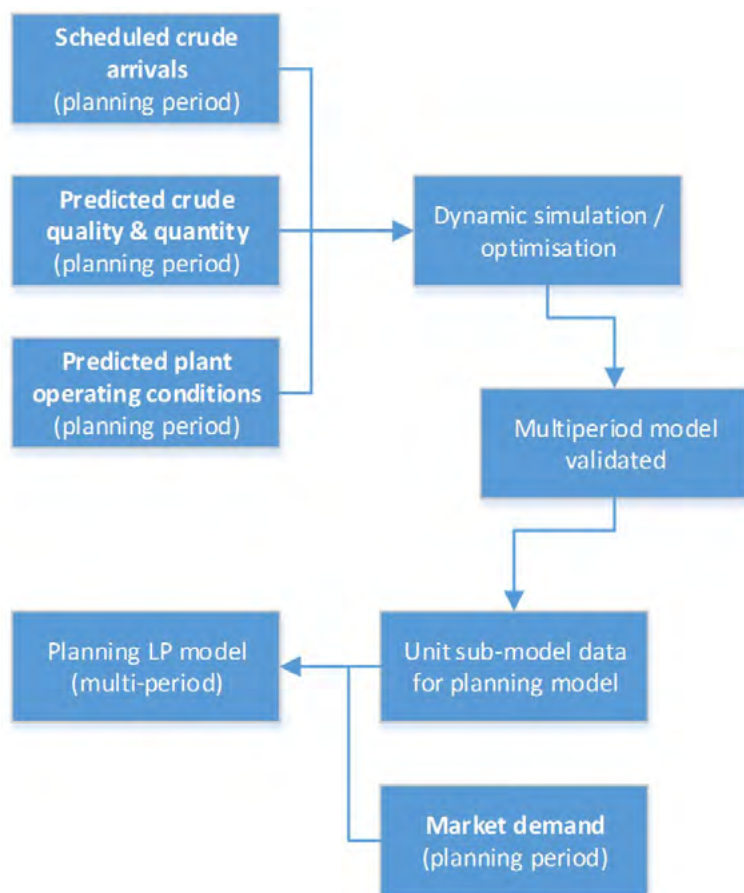 Scheduled crude
arrivals
(planning period)
Predicted crude
quality & quantity
(planning period)
Predicted plant
operating conditions
(planning period)
Dynamic simulation /
optimisation
Multiperiod model
validated
Unit sub-model data
for planning model
Planning LP model
(multi-period)
Market demand
(planning period)